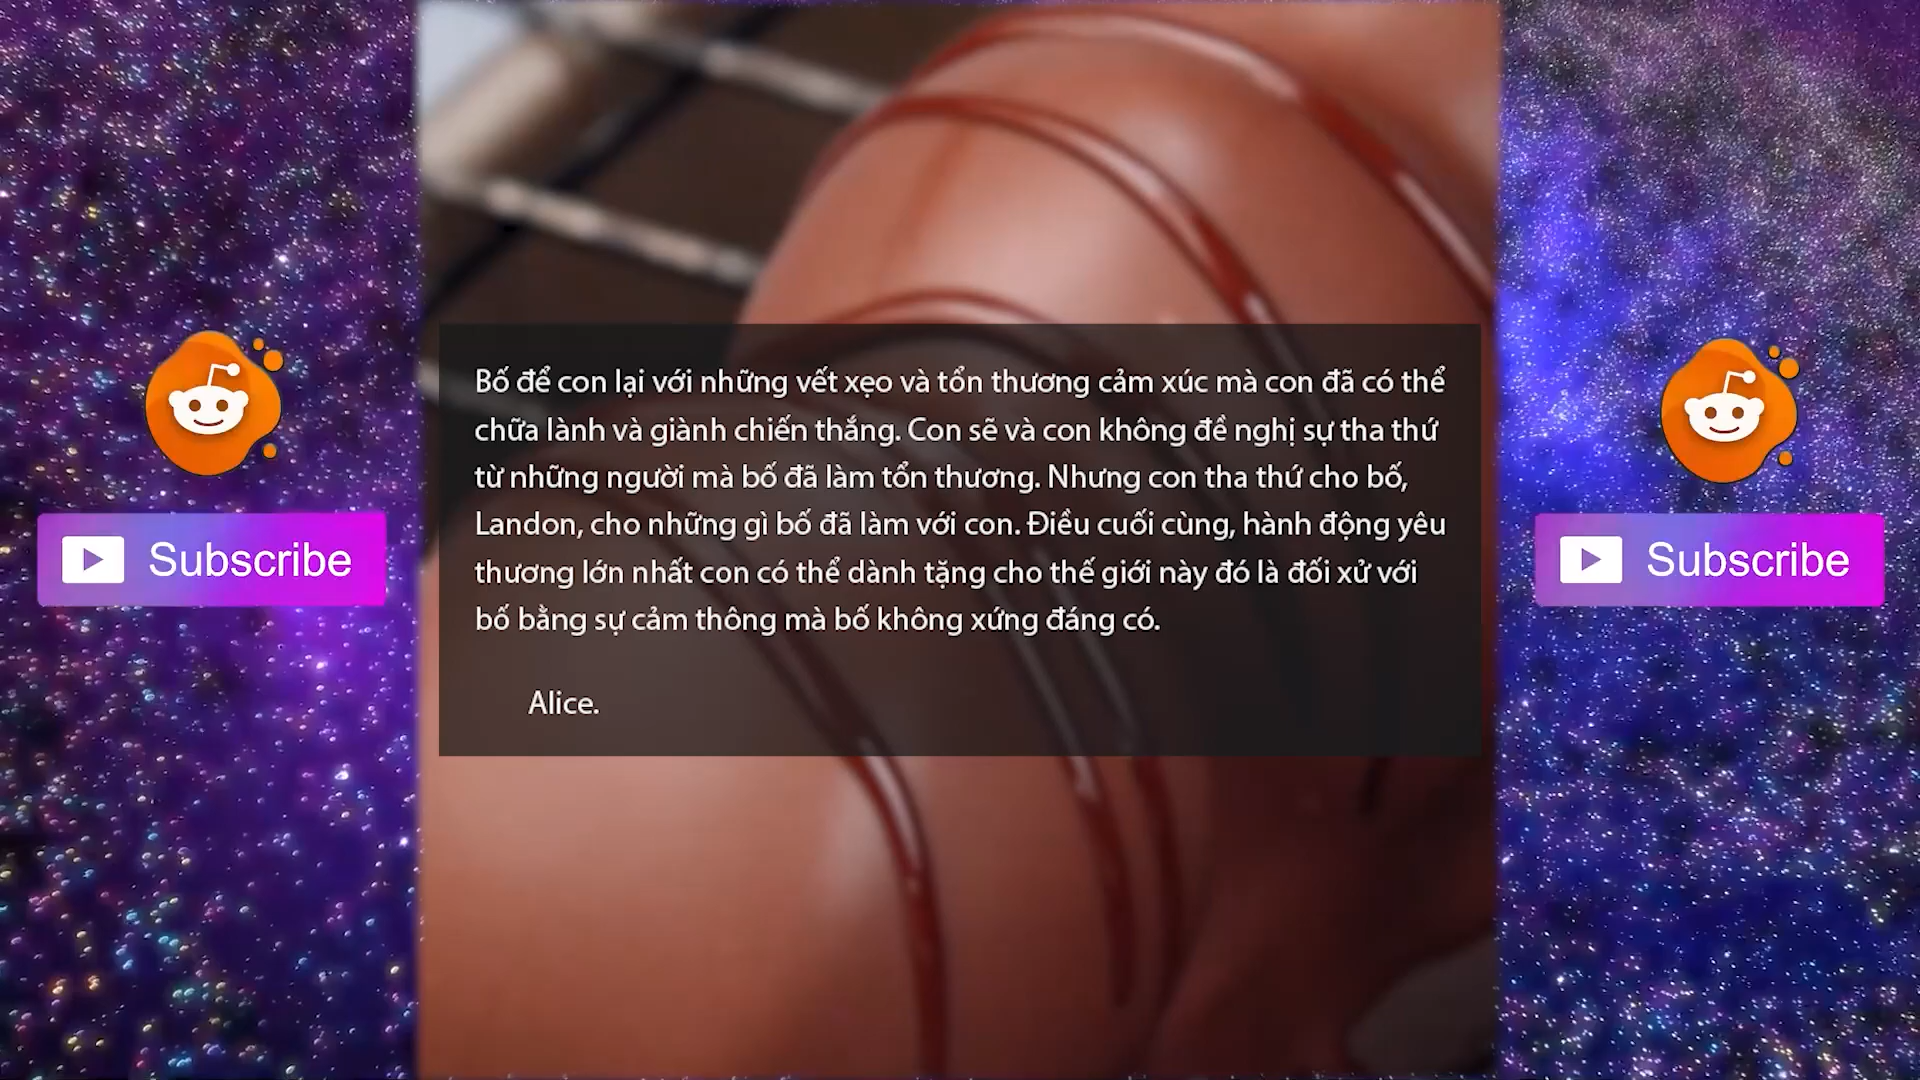 Bố để con lại với những vết xẹo và tổn thương cảm xúc mà con đã có thể
chữa lành và giành chiến thắng. Con sẽ và con không đề nghị sự tha thứ
từ những người mà bố đã làm tổn thương. Nhưng con tha thứ cho bố,
Landon, cho những gì bố đã làm với con. Điều cuối cùng, hành động yêu
thương lớn nhất con có thể dành tặng cho thế giới này đó là đối xử với
bố bằng sự cảm thông mà bố không xứng đáng có.
Alice.
Subscribe
Subscribe